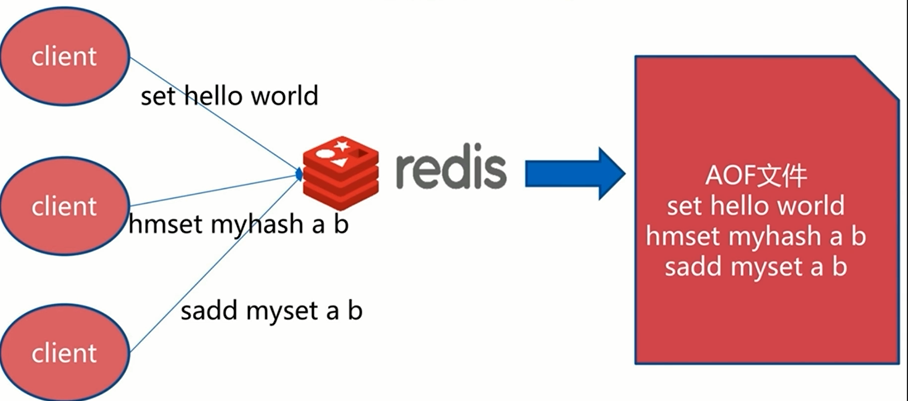 client
set hello world
client
hmset myhash a b
client
sadd myset a b
redis
AOF文件
set hello world
hmset myhash a b
sadd myset a b